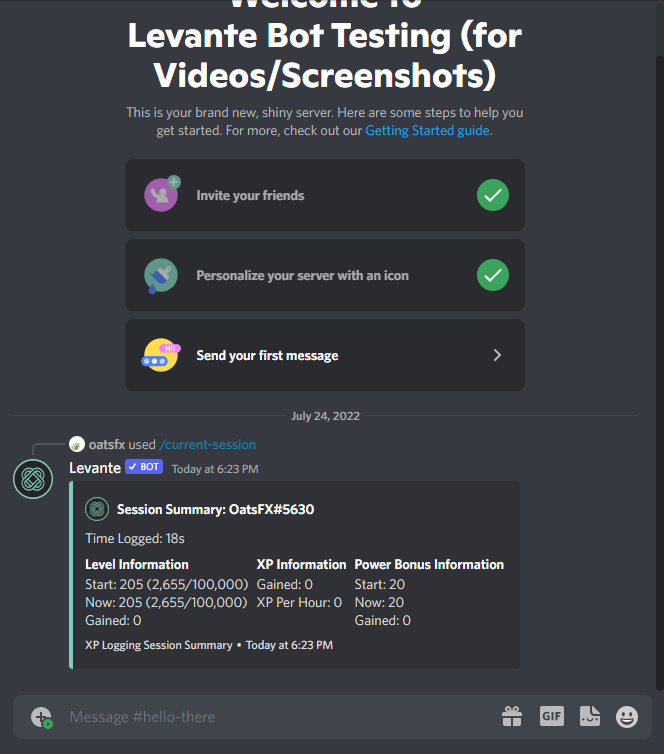 Welcome to
Levante Bot Testing (for
Videos/Screenshots)
This is your brand new, shiny server. Here are some steps to help you
get started. For more, check out our Getting Started guide.
Invite your friends
Personalize your server with an icon
Hi!
Send your first message
July 24, 2022
oatsfx used /current-session
Levante BOT Today at 6:23 PM
Session Summary: OatsFX#5630
Time Logged: 18s
Level Information XP Information Power Bonus Information
Start: 205 (2,655/100,000) Gained: 0 Start: 20
Now: 205 (2,655/100,000) XP Per Hour: 0 Now: 20
Gained: 0 Gained: 0
XP Logging Session Summary • Today at 6:23 PM
Message #hello-there GIF